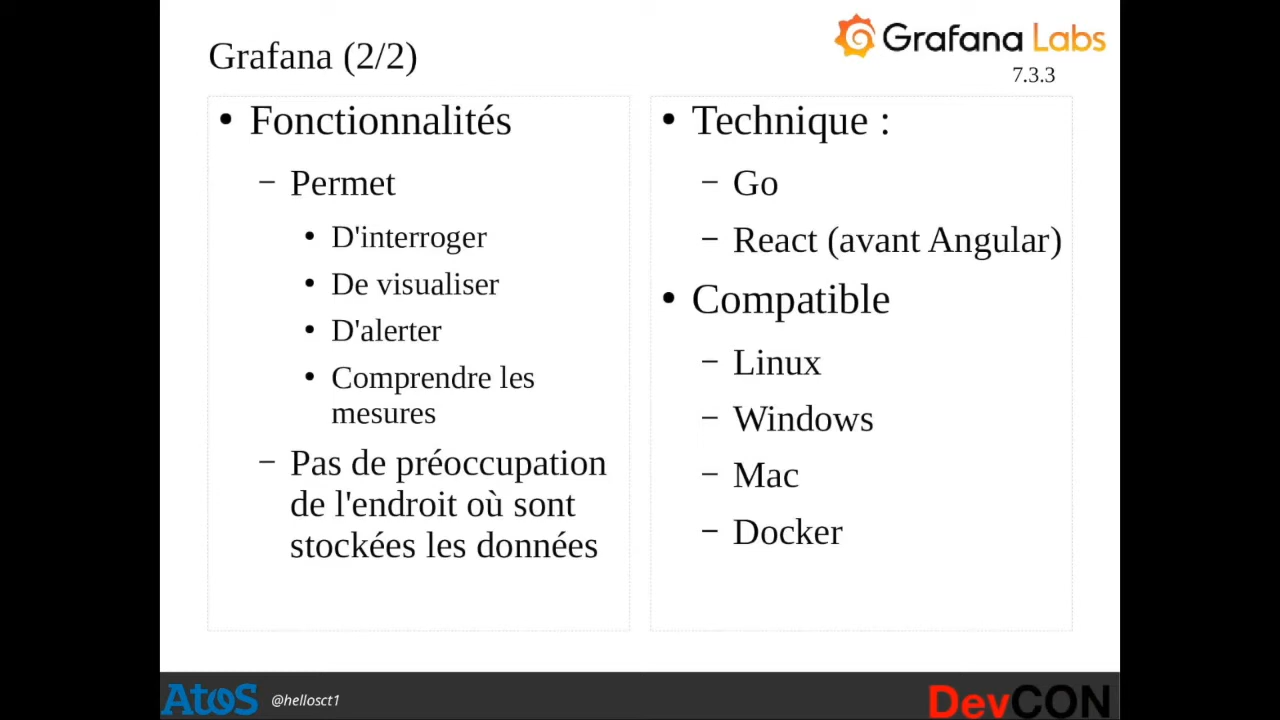 Grafana (2/2)
Grafana Labs
7.3.3
• Fonctionnalités
– Permet
• D'interroger
• De visualiser
• D'alerter
• Comprendre les
mesures
– Pas de préoccupation
de l'endroit où sont
stockées les données
• Technique :
– Go
– React (avant Angular)
• Compatible
– Linux
– Windows
– Mac
– Docker
Atos
@hellosct1
DevCON